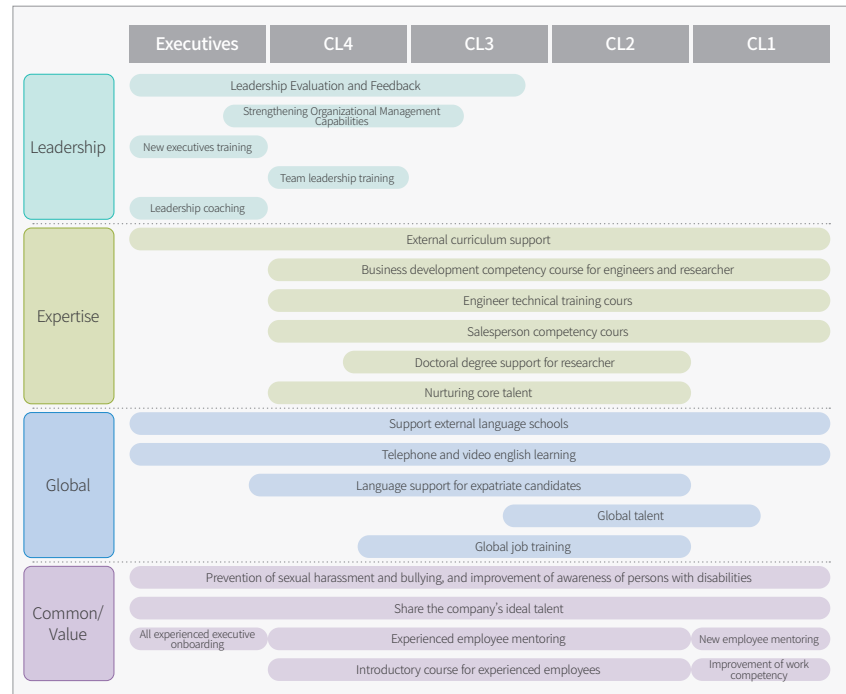 Executives CL4 CL3 CL2 CL1
Leadership
Leadership Evaluation and Feedback
Strengthening Organizational Management
Capabilities
New executives training
Team leadership training
Leadership coaching
Expertise
External curriculum support
Business development competency course for engineers and researcher
Engineer technical training cours
Salesperson competency cours
Doctoral degree support for researcher
Nurturing core talent
Global
Support external language schools
Telephone and video english learning
Language support for expatriate candidates
Global talent
Global job training
Common/
Value
Prevention of sexual harassment and bullying, and improvement of awareness of persons with disabilities
Share the company's ideal talent
All experienced executive
onboarding
Experienced employee mentoring
New employee mentoring
Introductory course for experienced employees
Improvement of work
competency